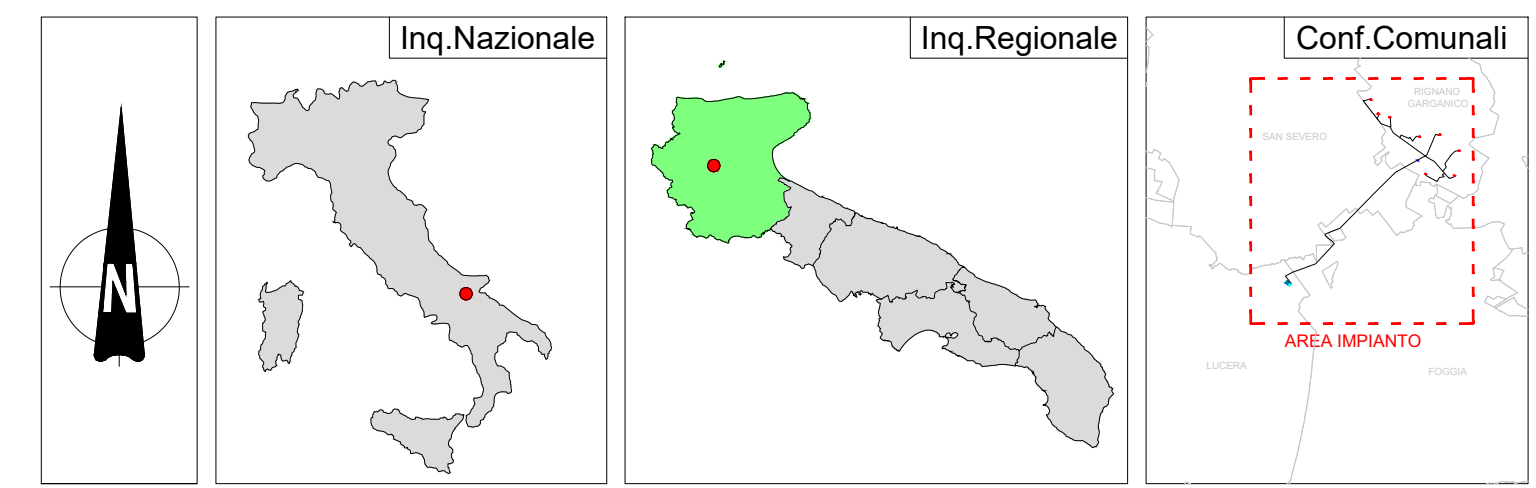 N
Inq.Nazionale
Inq.Regionale
Conf.Comunali
RIGNANO
GARGANICO
SAN SEVERO
AREA IMPIANTO
LUCERA
FOGGIA